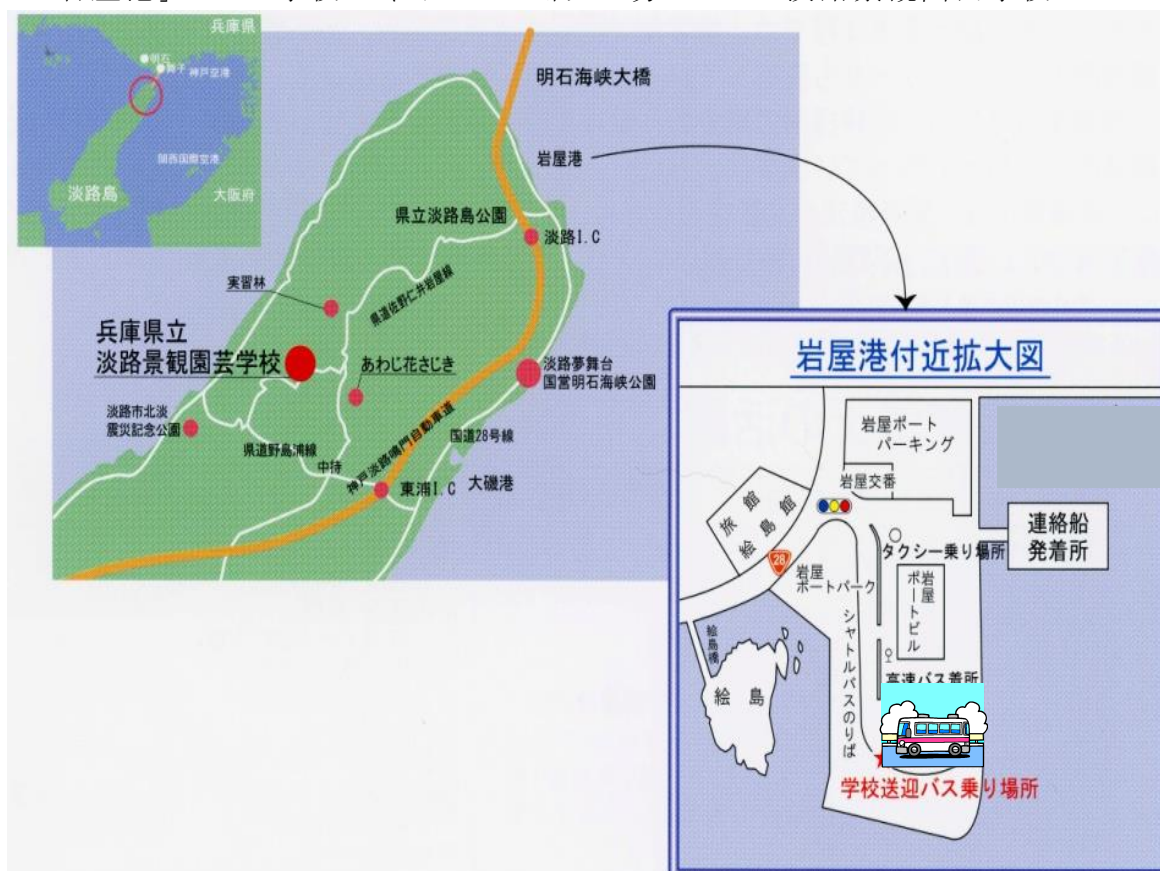 兵庫県
明石
舞子
神戸空港
関西国際空港
淡路島
大阪府
明石海峡大橋
岩屋港
県立淡路島公園
淡路I.C
実習林
県道佐野仁井岩屋線
兵庫県立
淡路景観園芸学校
あわじ花さじき
淡路夢舞台
国営明石海峡公園
淡路市北淡
震災記念公園
神戸淡路鳴門自動車道
国道28号線
県道野島浦線
中持
東浦I.C
大磯港
岩屋港付近拡大図
岩屋ポート
パーキング
岩屋交番
旅館
絵島館
連絡船
発着所
タクシー乗り場所
28
岩屋
ポートパーク
岩屋
ポートビル
シャトルバスのりば
絵島橋
絵島
高速バス着所
学校送迎バス乗り場所